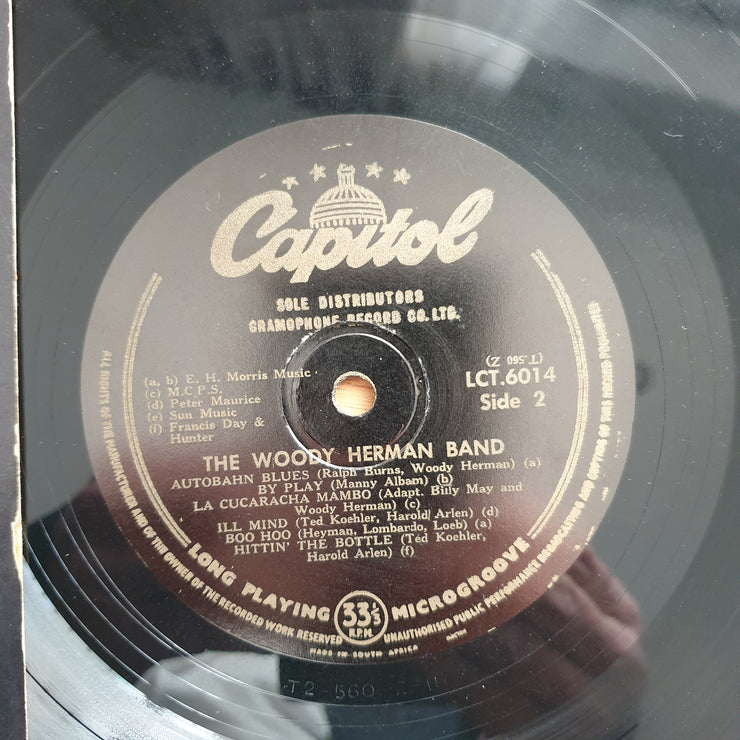 Capitol
SOLE DISTRIBUTORS
GRAMOPHONE RECORD CO. LTD.
(T.560 Z)
LCT.6014
Side 2
(a, b) E. H. Morris Music
(c) M.C.P.S.
(d) Peter Maurice
(e) Sun Music
(f) Francis Day &
Hunter
THE WOODY HERMAN BAND
AUTOBAHN BLUES (Ralph Burns, Woody Herman) (a)
BY PLAY (Manny Albam) (b)
LA CUCARACHA MAMBO (Adapt. Billy May and
Woody Herman) (c)
ILL MIND (Ted Koehler, Harold Arlen) (d)
BOO HOO (Heyman, Lombardo, Loeb) (a)
HITTIN' THE BOTTLE (Ted Koehler,
Harold Arlen) (f)
LONG PLAYING 33⅓ R.P.M. MICROGROOVE
ALL RIGHTS OF THE MANUFACTURER AND OF THE OWNER OF THE RECORDED WORK RESERVED
UNAUTHORISED PUBLIC PERFORMANCE BROADCASTING AND COPYING OF THIS RECORD PROHIBITED
MADE IN SOUTH AFRICA
T2-560